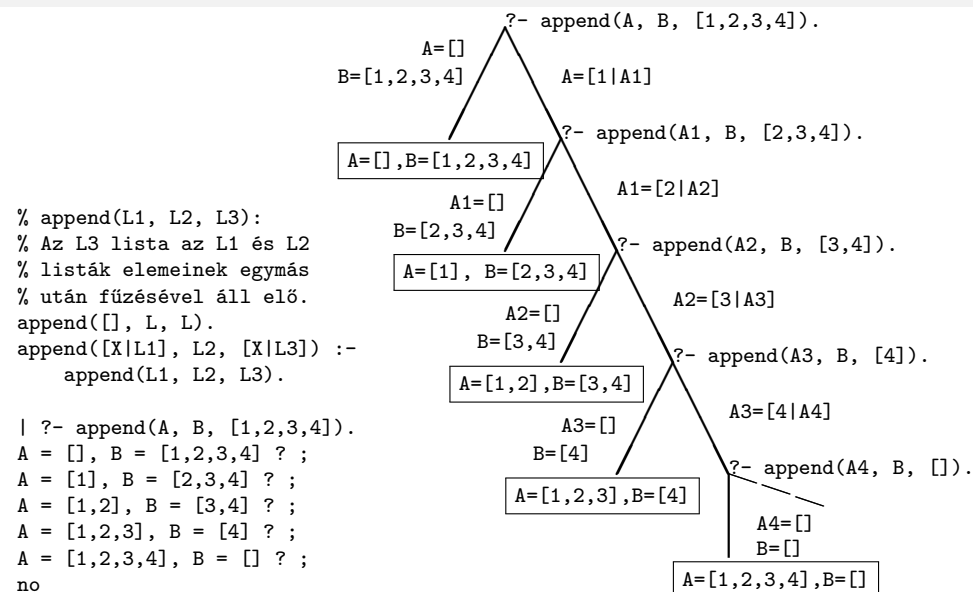 % append(L1, L2, L3):
% Az L3 lista az L1 és L2
% listák elemeinek egymás
% után fűzésével áll elő.
append([], L, L).
append([X|L1], L2, [X|L3]) :-
    append(L1, L2, L3).
| ?- append(A, B, [1,2,3,4]).
A = [], B = [1,2,3,4] ? ;
A = [1], B = [2,3,4] ? ;
A = [1,2], B = [3,4] ? ;
A = [1,2,3], B = [4] ? ;
A = [1,2,3,4], B = [] ? ;
no
?- append(A, B, [1,2,3,4]).
A=[]
B=[1,2,3,4]
A=[1|A1]
A=[],B=[1,2,3,4]
?- append(A1, B, [2,3,4]).
A1=[]
B=[2,3,4]
A1=[2|A2]
A=[1], B=[2,3,4]
?- append(A2, B, [3,4]).
A2=[]
B=[3,4]
A2=[3|A3]
A=[1,2],B=[3,4]
?- append(A3, B, [4]).
A3=[]
B=[4]
A3=[4|A4]
A=[1,2,3],B=[4]
?- append(A4, B, []).
A4=[]
B=[]
A=[1,2,3,4],B=[]